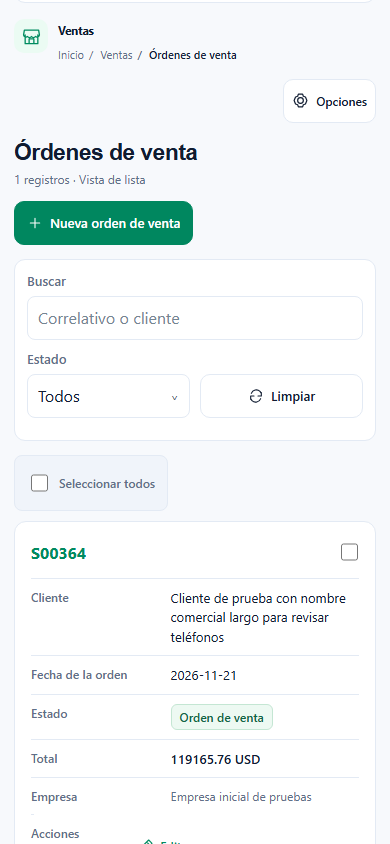 Ventas
Inicio / Ventas / Órdenes de venta
Opciones
Órdenes de venta
1 registros · Vista de lista
+ Nueva orden de venta
Buscar
Correlativo o cliente
Estado
Todos
Limpiar
Seleccionar todos
S00364
Cliente
Cliente de prueba con nombre
comercial largo para revisar
teléfonos
Fecha de la orden
2026-11-21
Estado
Orden de venta
Total
119165.76 USD
Empresa
Empresa inicial de pruebas
Acciones